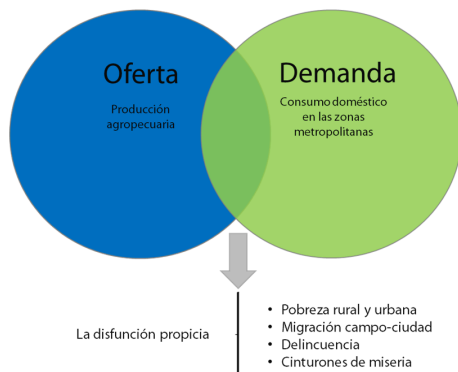 Oferta
Producción
agropecuaria
Demanda
Consumo doméstico
en las zonas
metropolitanas
La disfunción propicia
• Pobreza rural y urbana
• Migración campo-ciudad
• Delincuencia
• Cinturones de miseria